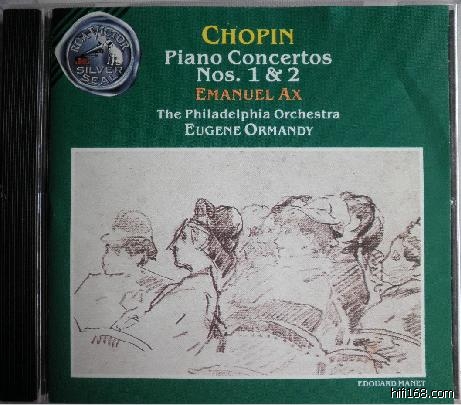 RCA VICTOR
SILVER
SEAL
CHOPIN
Piano Concertos
Nos. 1 & 2
EMANUEL AX
The Philadelphia Orchestra
EUGENE ORMANDY
EDOUARD MANET
hifi168.com